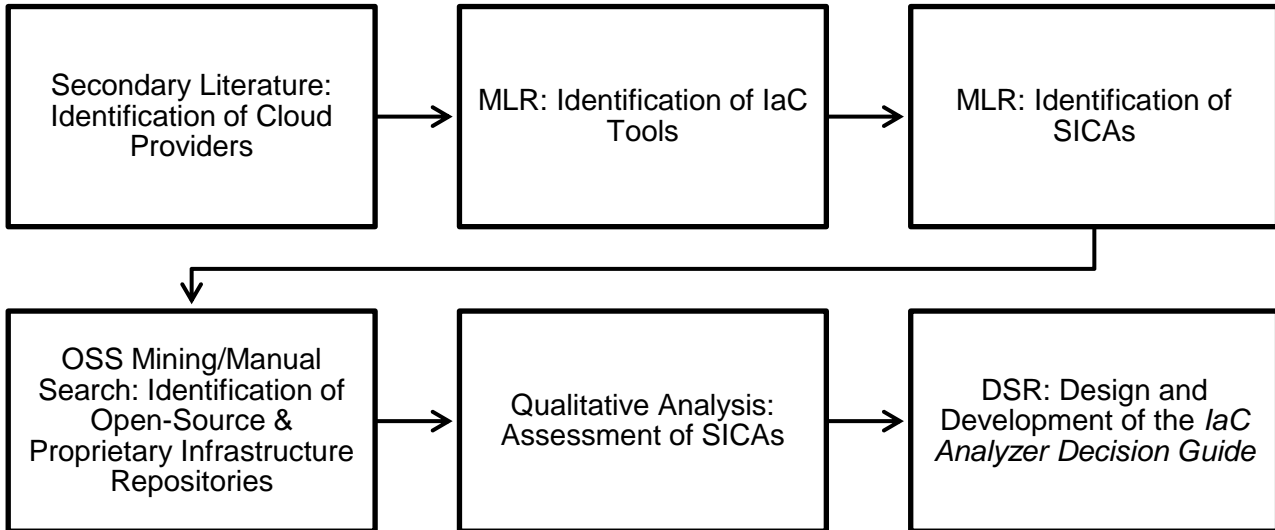 Secondary Literature:
Identification of Cloud
Providers
MLR: Identification of IaC
Tools
MLR: Identification of
SICAs
OSS Mining/Manual
Search: Identification of
Open-Source &
Proprietary Infrastructure
Repositories
Qualitative Analysis:
Assessment of SICAs
DSR: Design and
Development of the IaC
Analyzer Decision Guide